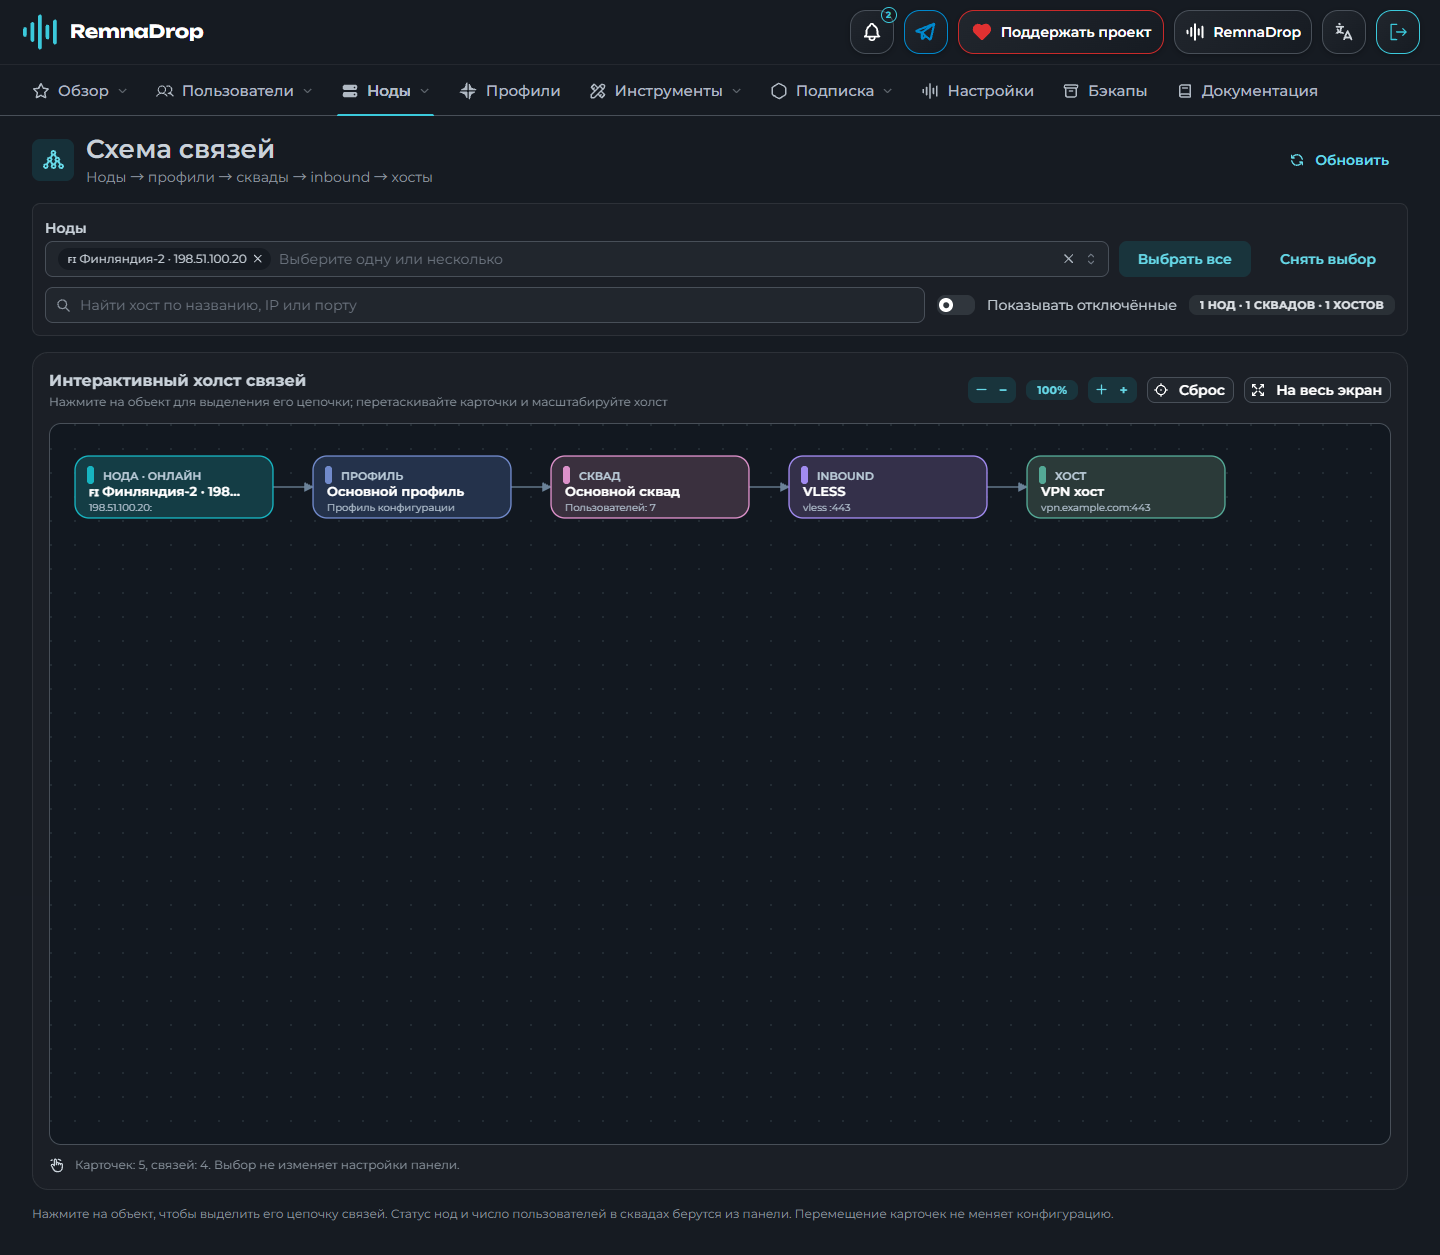 RemnaDrop
2
Поддержать проект
RemnaDrop
Обзор
Пользователи
Ноды
Профили
Инструменты
Подписка
Настройки
Бэкапы
Документация
Схема связей
Ноды → профили → сквады → inbound → хосты
Обновить
Ноды
FI Финляндия-2 · 198.51.100.20
Выберите одну или несколько
Выбрать все
Снять выбор
Найти хост по названию, IP или порту
Показывать отключённые
1 НОД · 1 СКВАДОВ · 1 ХОСТОВ
Интерактивный холст связей
Нажмите на объект для выделения его цепочки; перетаскивайте карточки и масштабируйте холст
−
100%
+
Сброс
На весь экран
НОДА · ОНЛАЙН
FI Финляндия-2 · 198...
198.51.100.20:
ПРОФИЛЬ
Основной профиль
Профиль конфигурации
СКВАД
Основной сквад
Пользователей: 7
INBOUND
VLESS
vless :443
ХОСТ
VPN хост
vpn.example.com:443
Карточек: 5, связей: 4. Выбор не изменяет настройки панели.
Нажмите на объект, чтобы выделить его цепочку связей. Статус нод и число пользователей в сквадах берутся из панели. Перемещение карточек не меняет конфигурацию.